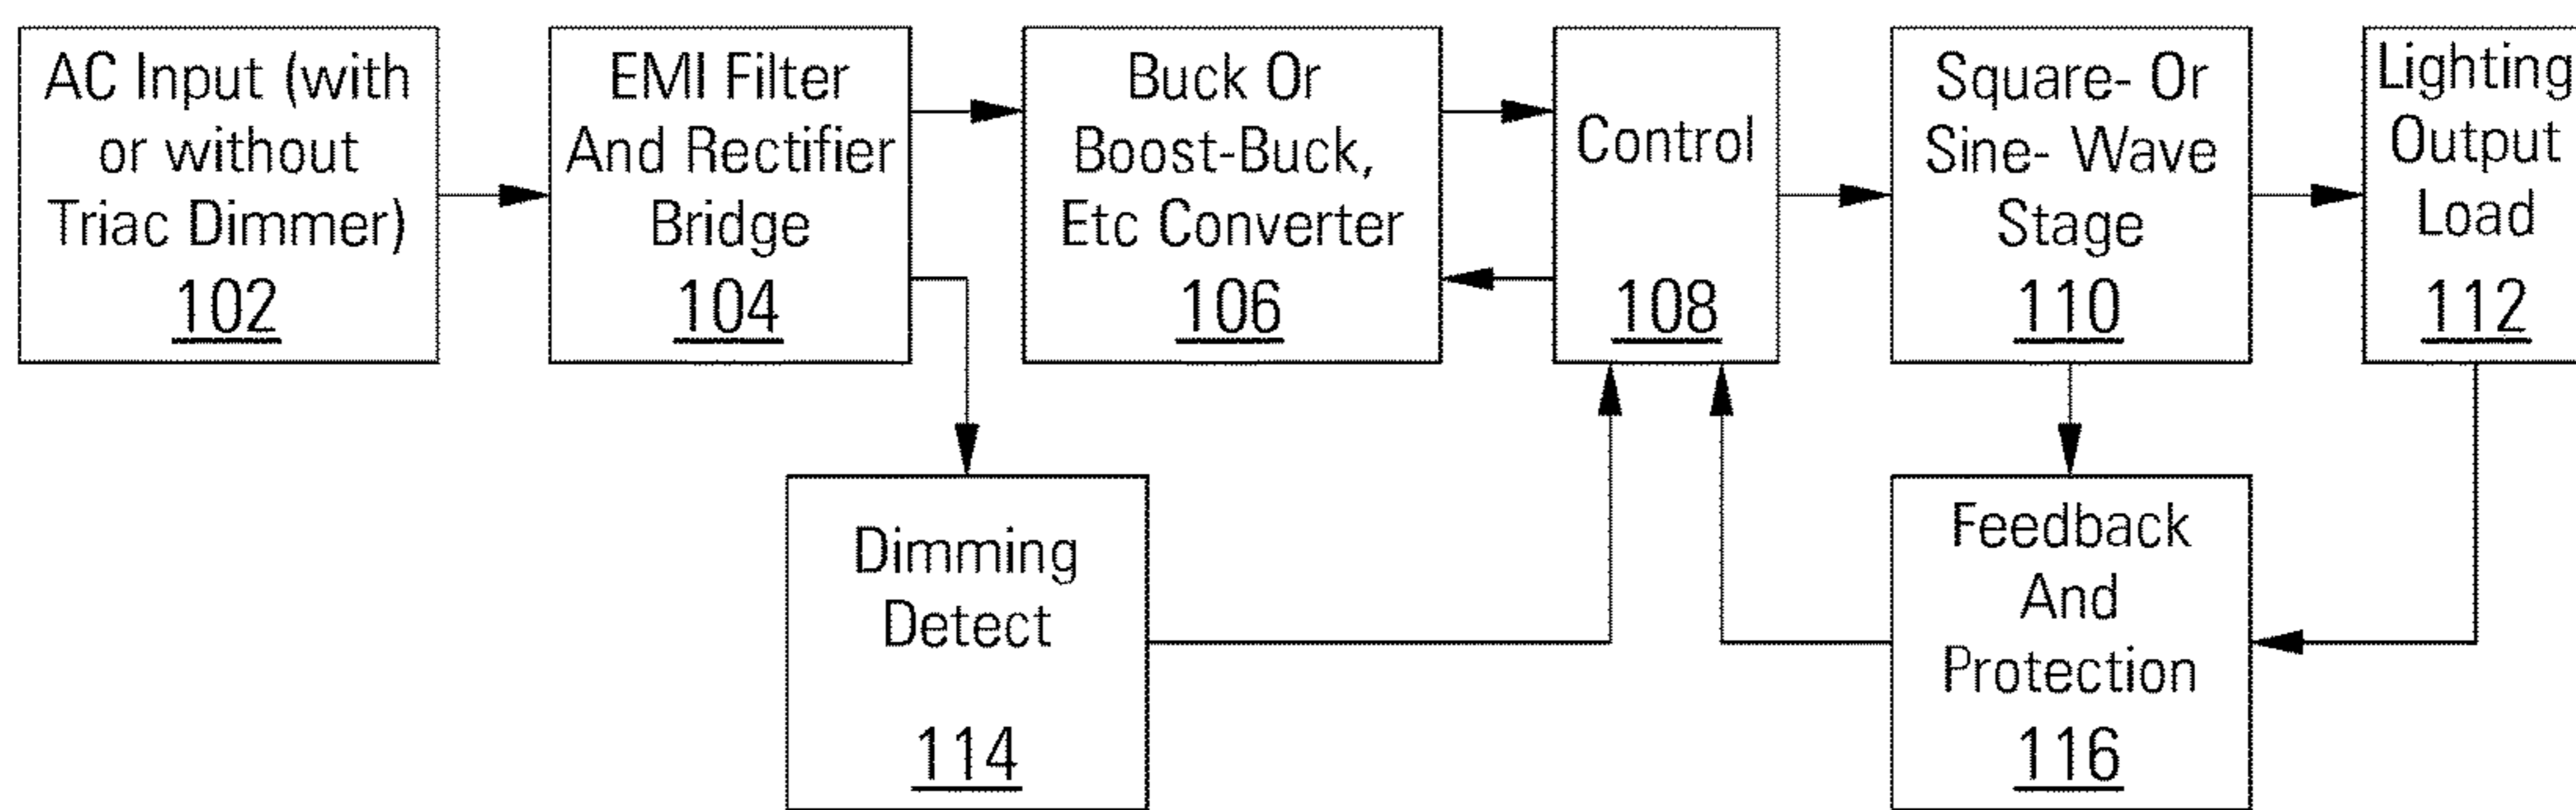 AC Input (with
or without
Triac Dimmer)
102
EMI Filter
And Rectifier
Bridge
104
Buck Or
Boost-Buck,
Etc Converter
106
Control
108
Square- Or
Sine- Wave
Stage
110
Lighting
Output
Load
112
Dimming
Detect
114
Feedback
And
Protection
116